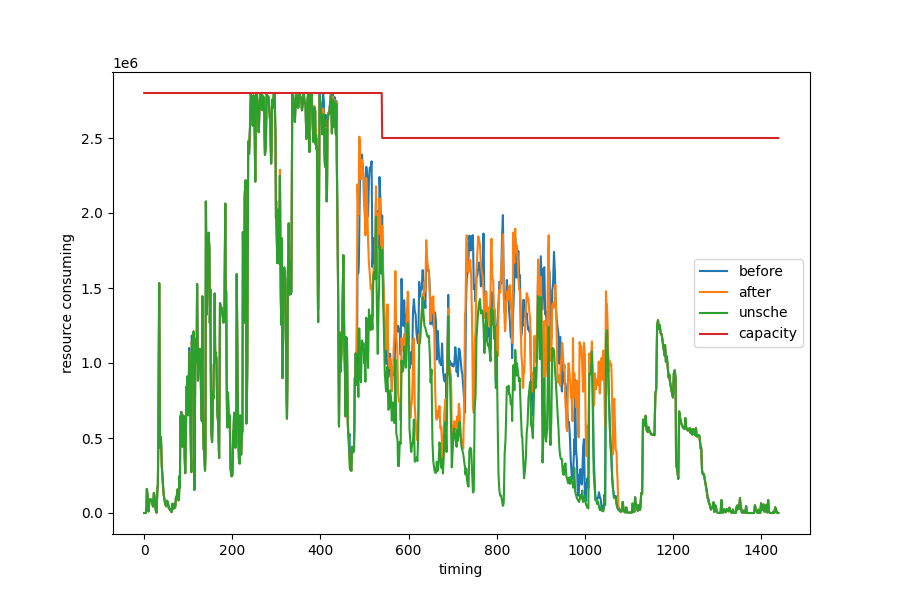 1e6
2.5
2.0
1.5
1.0
0.5
0.0
resource consuming
before
after
unsche
capacity
0 200 400 600 800 1000 1200 1400
timing